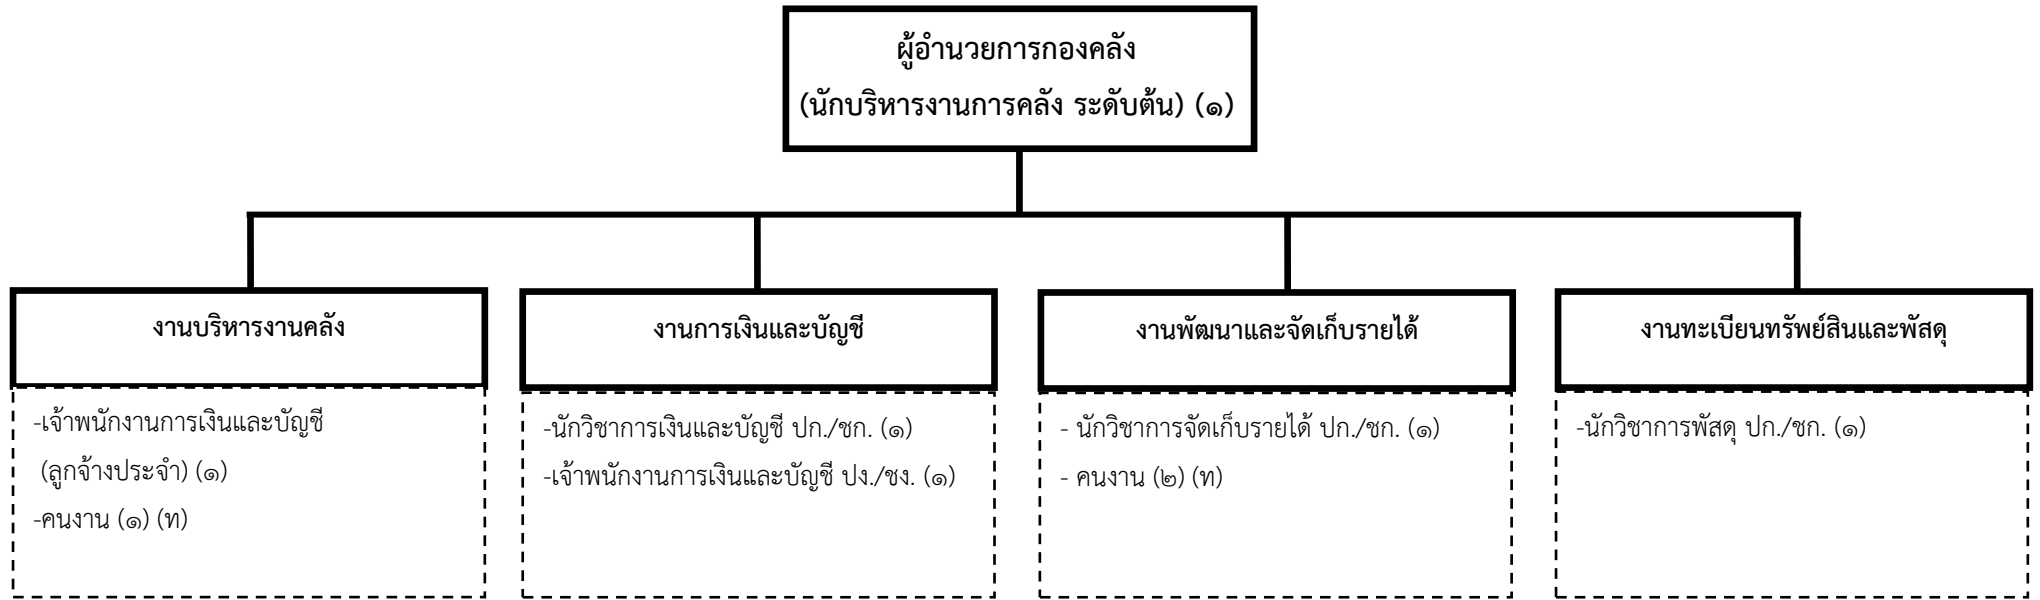 ผู้อำนวยการกองคลัง
(นักบริหารงานการคลัง ระดับต้น) (๑)
งานบริหารงานคลัง
-เจ้าพนักงานการเงินและบัญชี
(ลูกจ้างประจำ) (๑)
-คนงาน (๑) (ท)
งานการเงินและบัญชี
-นักวิชาการเงินและบัญชี ปก./ชก. (๑)
-เจ้าพนักงานการเงินและบัญชี ปง./ชง. (๑)
งานพัฒนาและจัดเก็บรายได้
- นักวิชาการจัดเก็บรายได้ ปก./ชก. (๑)
- คนงาน (๒) (ท)
งานทะเบียนทรัพย์สินและพัสดุ
-นักวิชาการพัสดุ ปก./ชก. (๑)